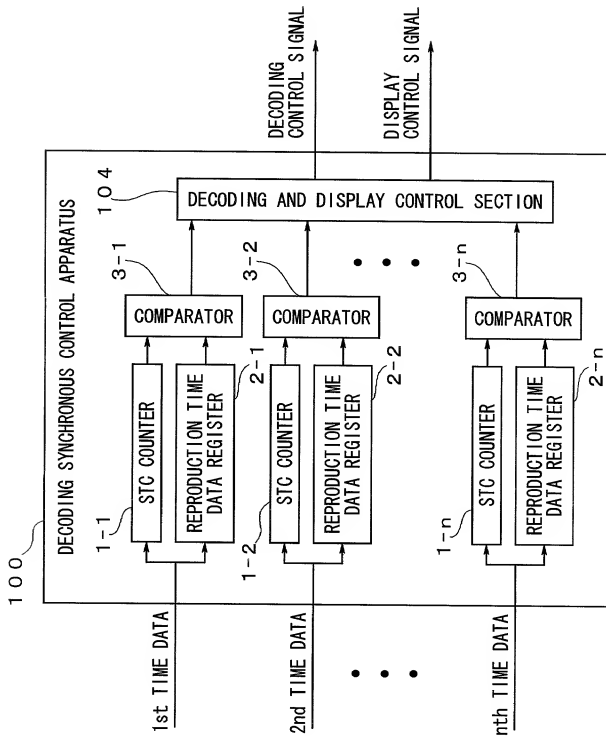 100
DECODING SYNCHRONOUS CONTROL APPARATUS
1st TIME DATA
1-1
STC COUNTER
REPRODUCTION TIME
DATA REGISTER
2-1
COMPARATOR
3-1
2nd TIME DATA
1-2
STC COUNTER
REPRODUCTION TIME
DATA REGISTER
2-2
COMPARATOR
3-2
nth TIME DATA
1-n
STC COUNTER
REPRODUCTION TIME
DATA REGISTER
2-n
COMPARATOR
3-n
104
DECODING AND DISPLAY CONTROL SECTION
DECODING
CONTROL SIGNAL
DISPLAY
CONTROL SIGNAL